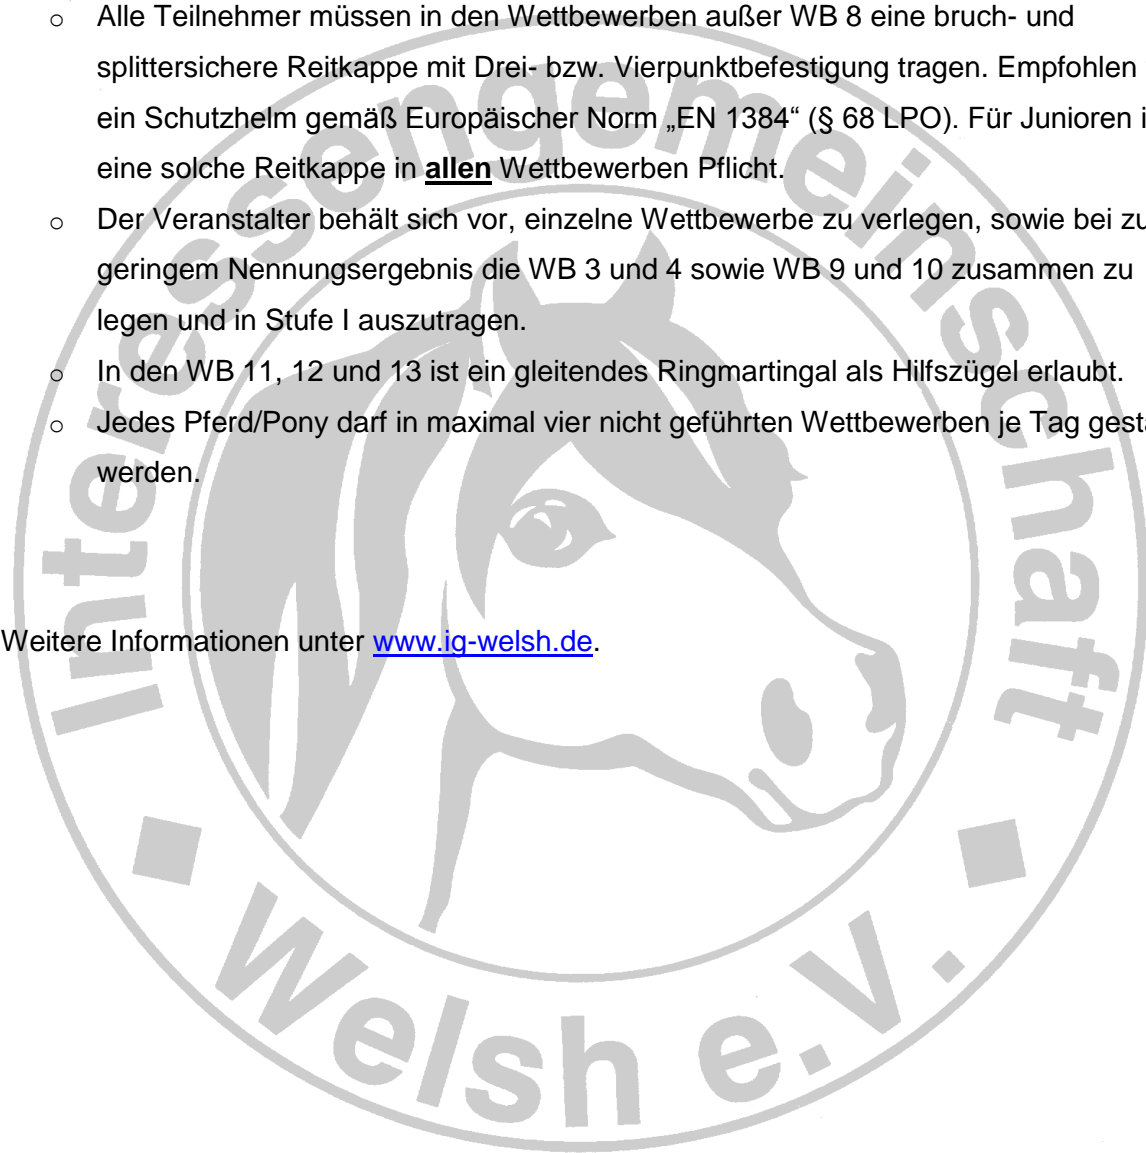 o Alle Teilnehmer müssen in den Wettbewerben außer WB 8 eine bruch- und
splittersichere Reitkappe mit Drei- bzw. Vierpunktbefestigung tragen. Empfohlen
ein Schutzhelm gemäß Europäischer Norm „EN 1384“ (§ 68 LPO). Für Junioren i
eine solche Reitkappe in allen Wettbewerben Pflicht.
o Der Veranstalter behält sich vor, einzelne Wettbewerbe zu verlegen, sowie bei zu
geringem Nennungsergebnis die WB 3 und 4 sowie WB 9 und 10 zusammen zu
legen und in Stufe I auszutragen.
o In den WB 11, 12 und 13 ist ein gleitendes Ringmartingal als Hilfszügel erlaubt.
o Jedes Pferd/Pony darf in maximal vier nicht geführten Wettbewerben je Tag gesta
werden.
Weitere Informationen unter www.ig-welsh.de.
Interessengemeinschaft
Welsh e.V.